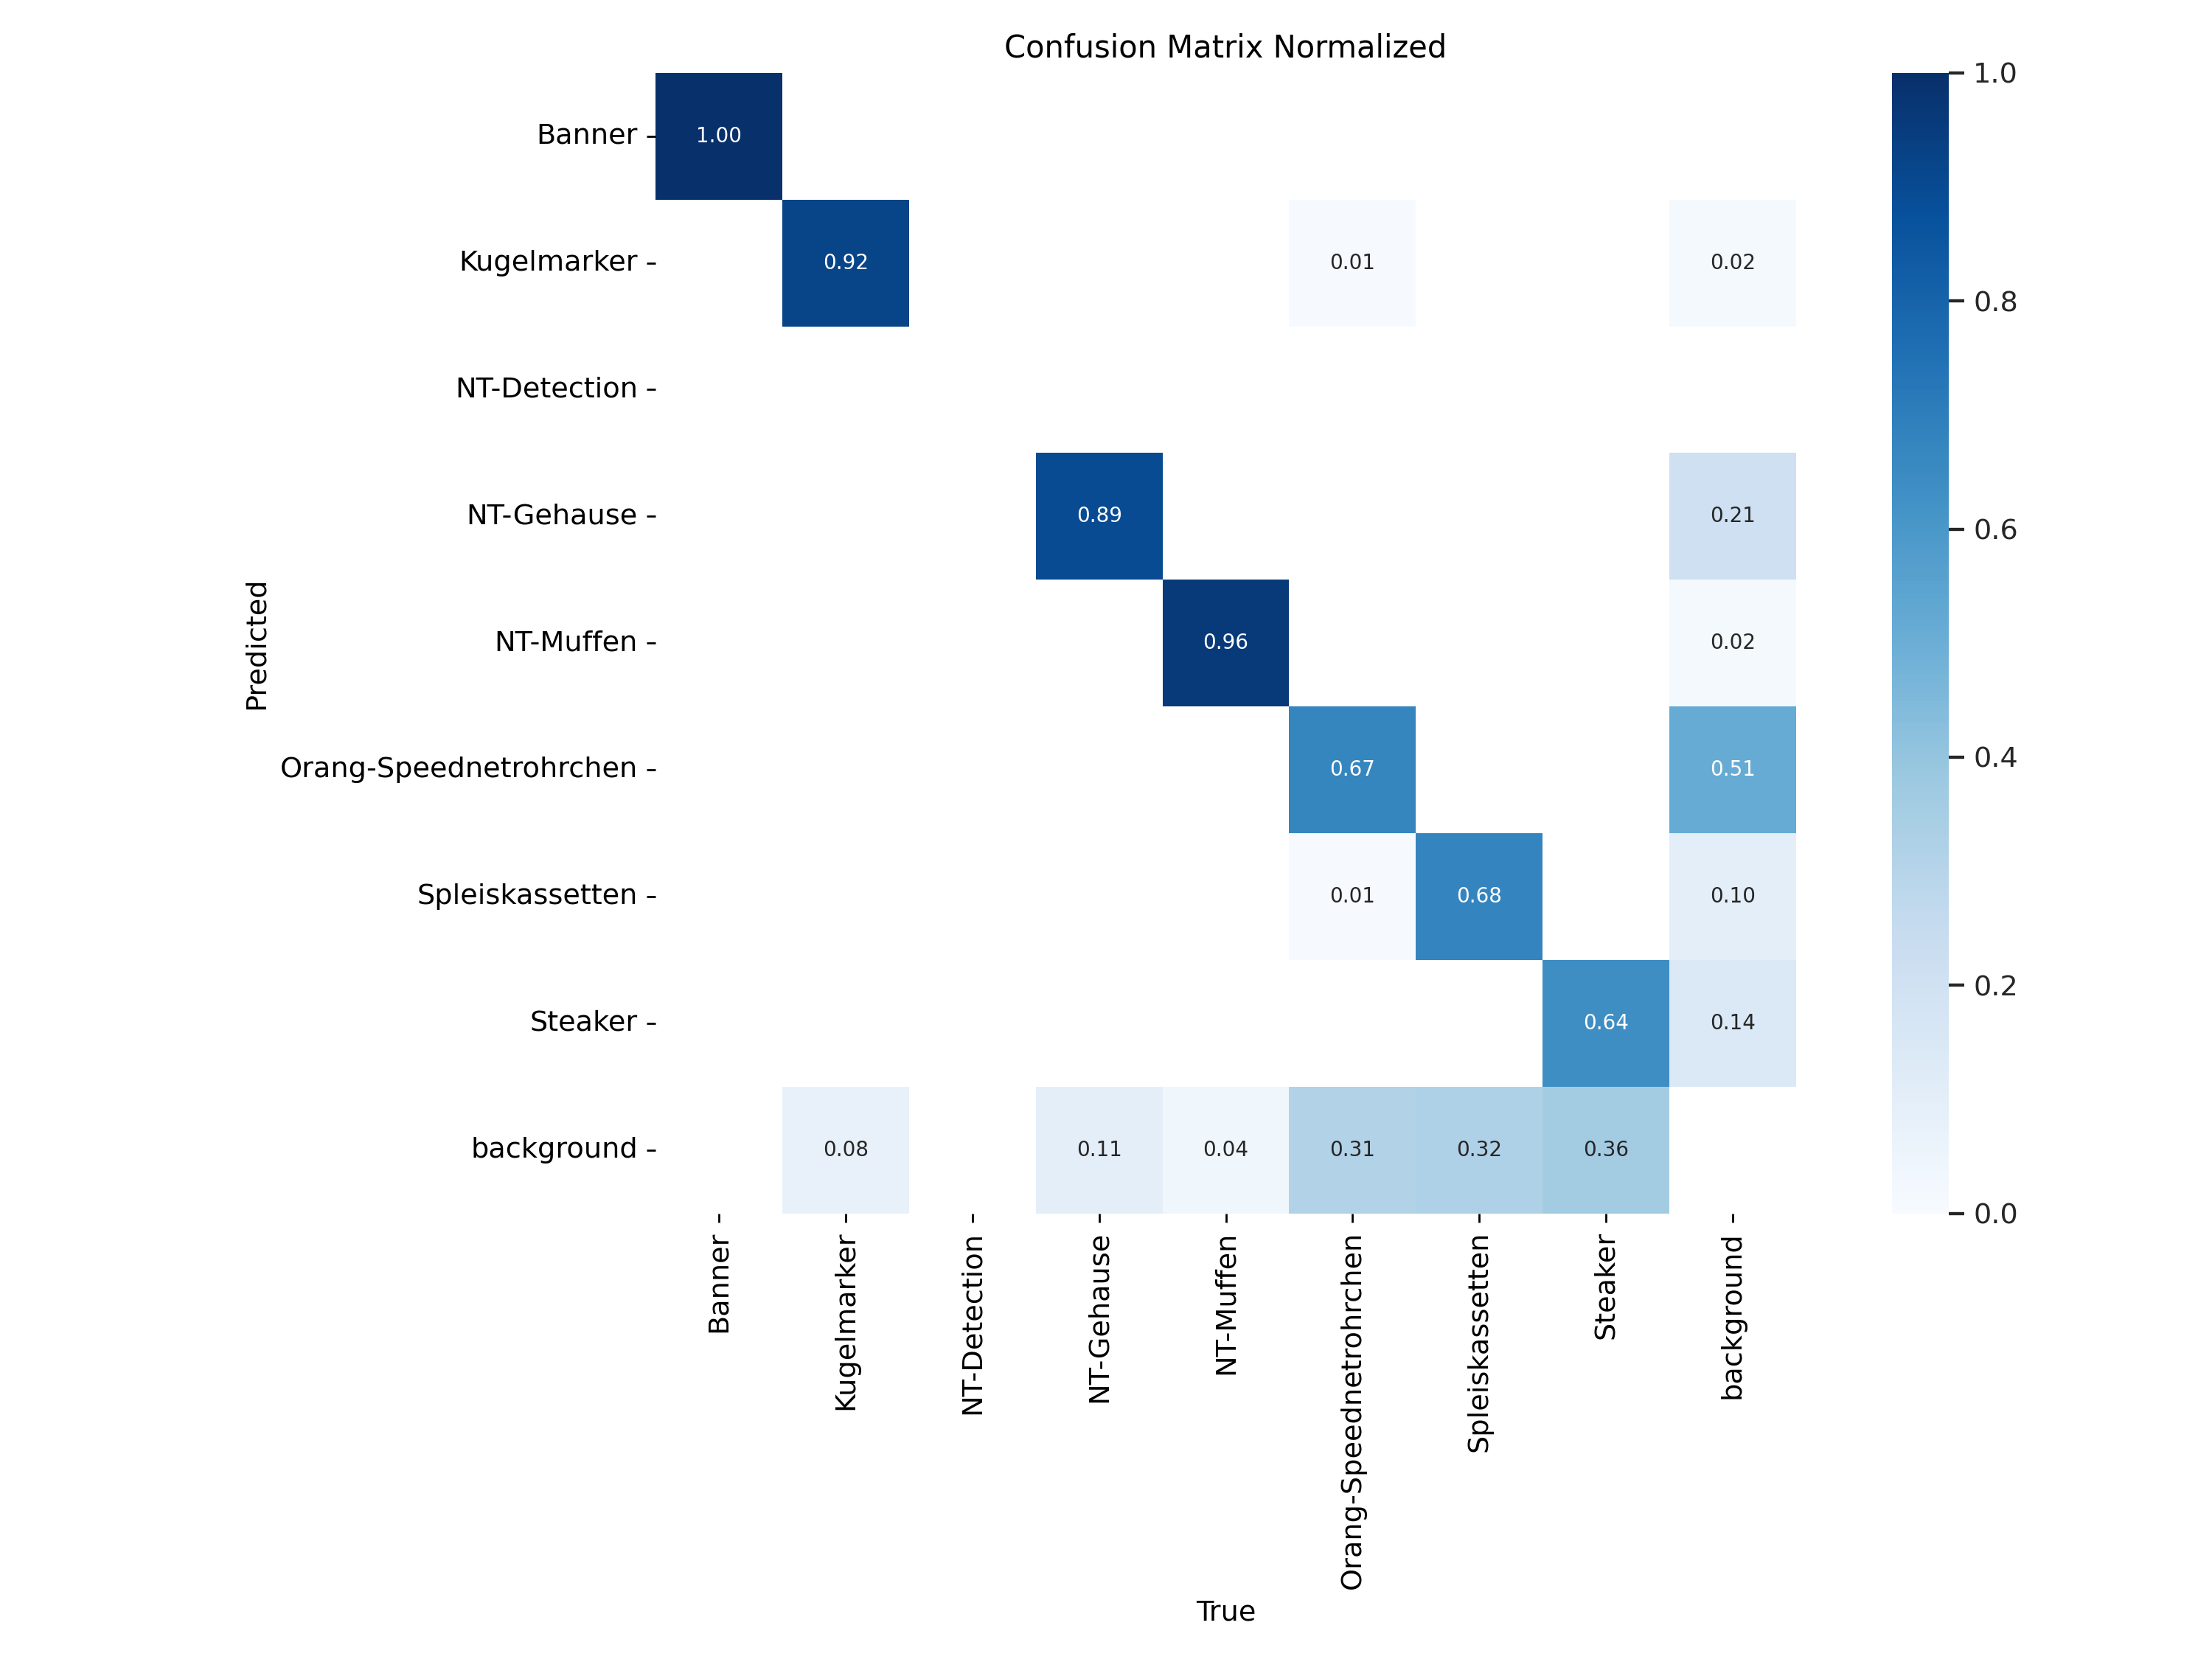 Confusion Matrix Normalized
Banner
1.00
Kugelmarker
0.92 0.01 0.02
NT-Detection
NT-Gehause
0.89 0.21
NT-Muffen
0.96 0.02
Orang-Speednetrohrchen
0.67 0.51
Spleiskassetten
0.01 0.68 0.10
Steaker
0.64 0.14
background
0.08 0.11 0.04 0.31 0.32 0.36
Predicted
Banner
Kugelmarker
NT-Detection
NT-Gehause
NT-Muffen
Orang-Speednetrohrchen
Spleiskassetten
Steaker
background
True
1.0
0.8
0.6
0.4
0.2
0.0